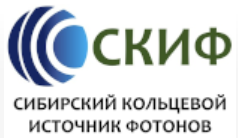 СКИФ
СИБИРСКИЙ КОЛЬЦЕВОЙ
ИСТОЧНИК ФОТОНОВ